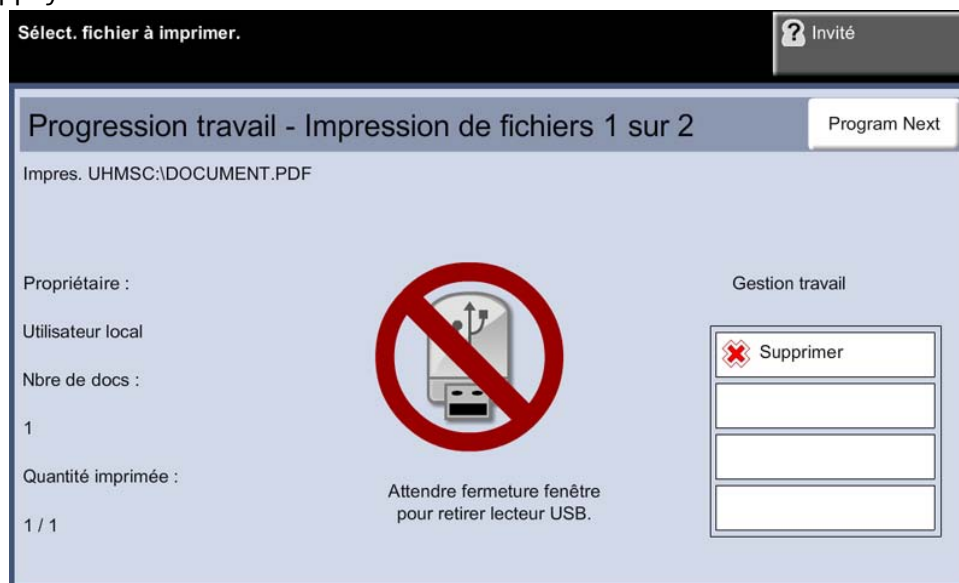 Sélect. fichier à imprimer.
Invité
Progression travail - Impression de fichiers 1 sur 2
Program Next
Impres. UHMSC:\DOCUMENT.PDF
Propriétaire :
Gestion travail
Utilisateur local
Supprimer
Nbre de docs :
1
Quantité imprimée :
Attendre fermeture fenêtre
pour retirer lecteur USB.
1 / 1